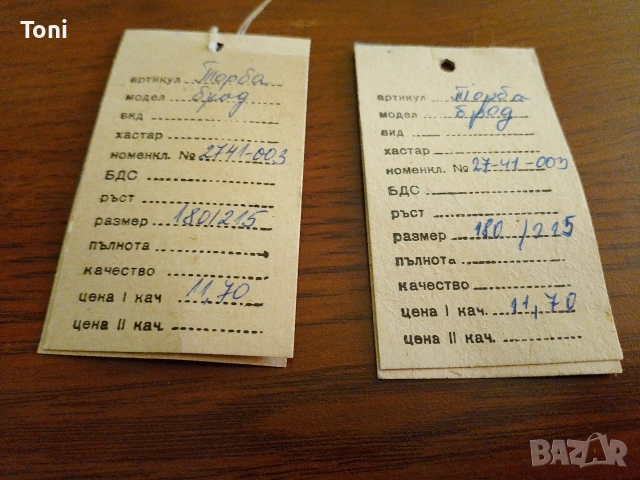 Toni
артикул Торба
модел брод
вид
хастар
номенкл. № 2741-003
БДС
ръст
размер 180/215
пълнота
качество
цена I кач 11,70
цена II кач.
артикул Торба
модел брод
вид
хастар
номенкл. № 27-41-003
БДС
ръст
размер 180/215
пълнота
качество
цена I кач. 11,70
цена II кач.
BAZAR